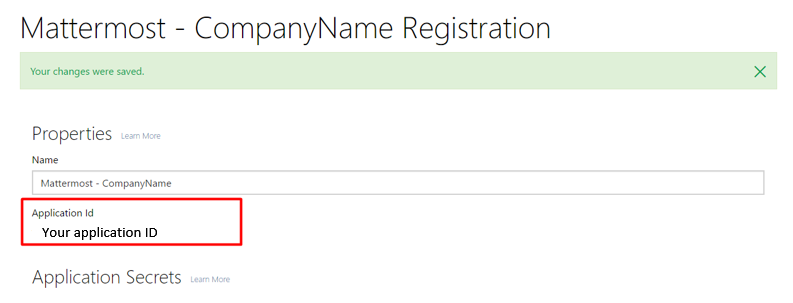 Mattermost - CompanyName Registration
Your changes were saved.
Properties Learn More
Name
Mattermost - CompanyName
Application Id
Your application ID
Application Secrets Learn More